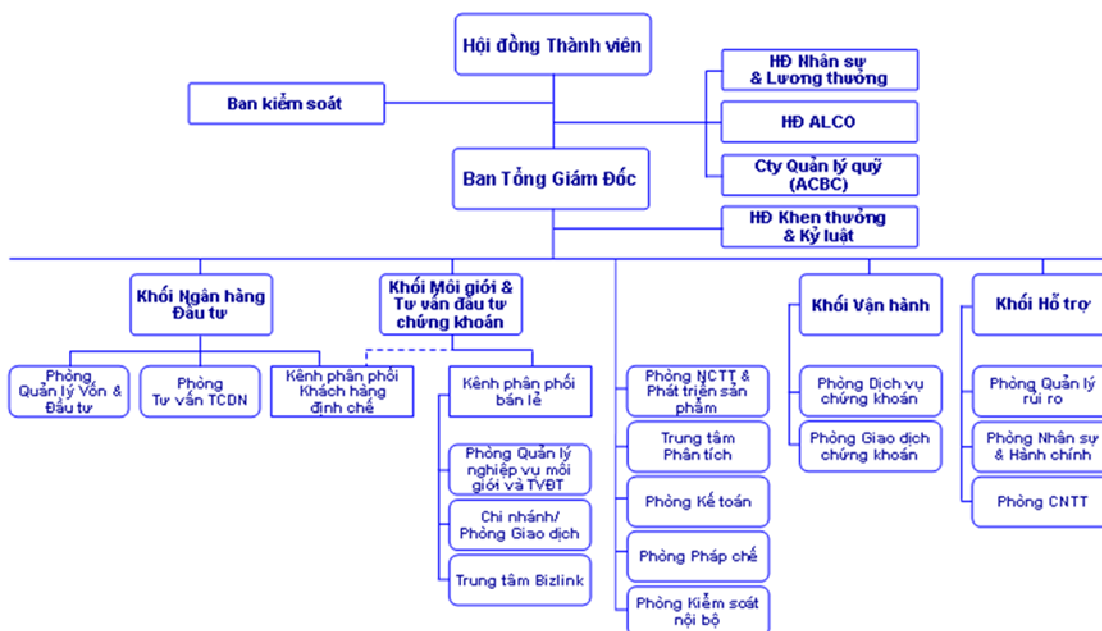 Hội đồng Thành viên
HĐ Nhân sự
& Lương thưởng
Ban kiểm soát
HĐ ALCO
Ban Tổng Giám Đốc
Cty Quản lý quỹ
(ACBC)
HĐ Khen thưởng
& Kỷ luật
Khối Ngân hàng
Đầu tư
Khối Môi giới &
Tư vấn đầu tư
chứng khoán
Khối Vận hành
Khối Hỗ trợ
Phòng
Quản lý Vốn &
Đầu tư
Phòng
Tư vấn TCDN
Kênh phân phối
Khách hàng
định chế
Kênh phân phối
bán lẻ
Phòng Quản lý
nghiệp vụ môi
giới và TVĐT
Chi nhánh/
Phòng Giao dịch
Trung tâm Bizlink
Phòng NCTT &
Phát triển sản
phẩm
Trung tâm
Phân tích
Phòng Kế toán
Phòng Pháp chế
Phòng Kiểm soát
nội bộ
Phòng Dịch vụ
chứng khoán
Phòng Giao dịch
chứng khoán
Phòng Quản lý
rủi ro
Phòng Nhân sự
& Hành chính
Phòng CNTT